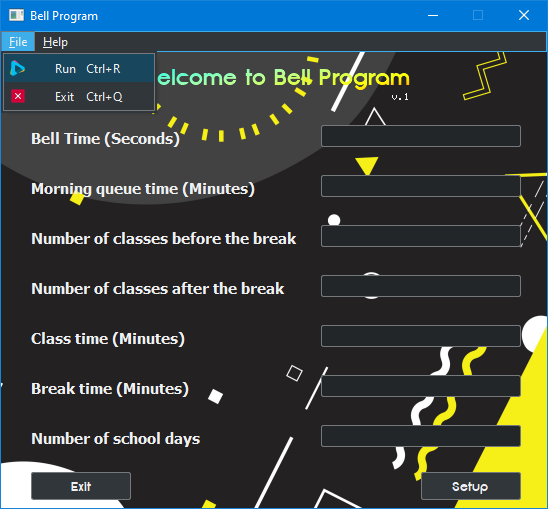 Bell Program
File Help
Run Ctrl+R
Exit Ctrl+Q
elcome to Bell Program
v.1
Bell Time (Seconds)
Morning queue time (Minutes)
Number of classes before the break
Number of classes after the break
Class time (Minutes)
Break time (Minutes)
Number of school days
Exit
Setup